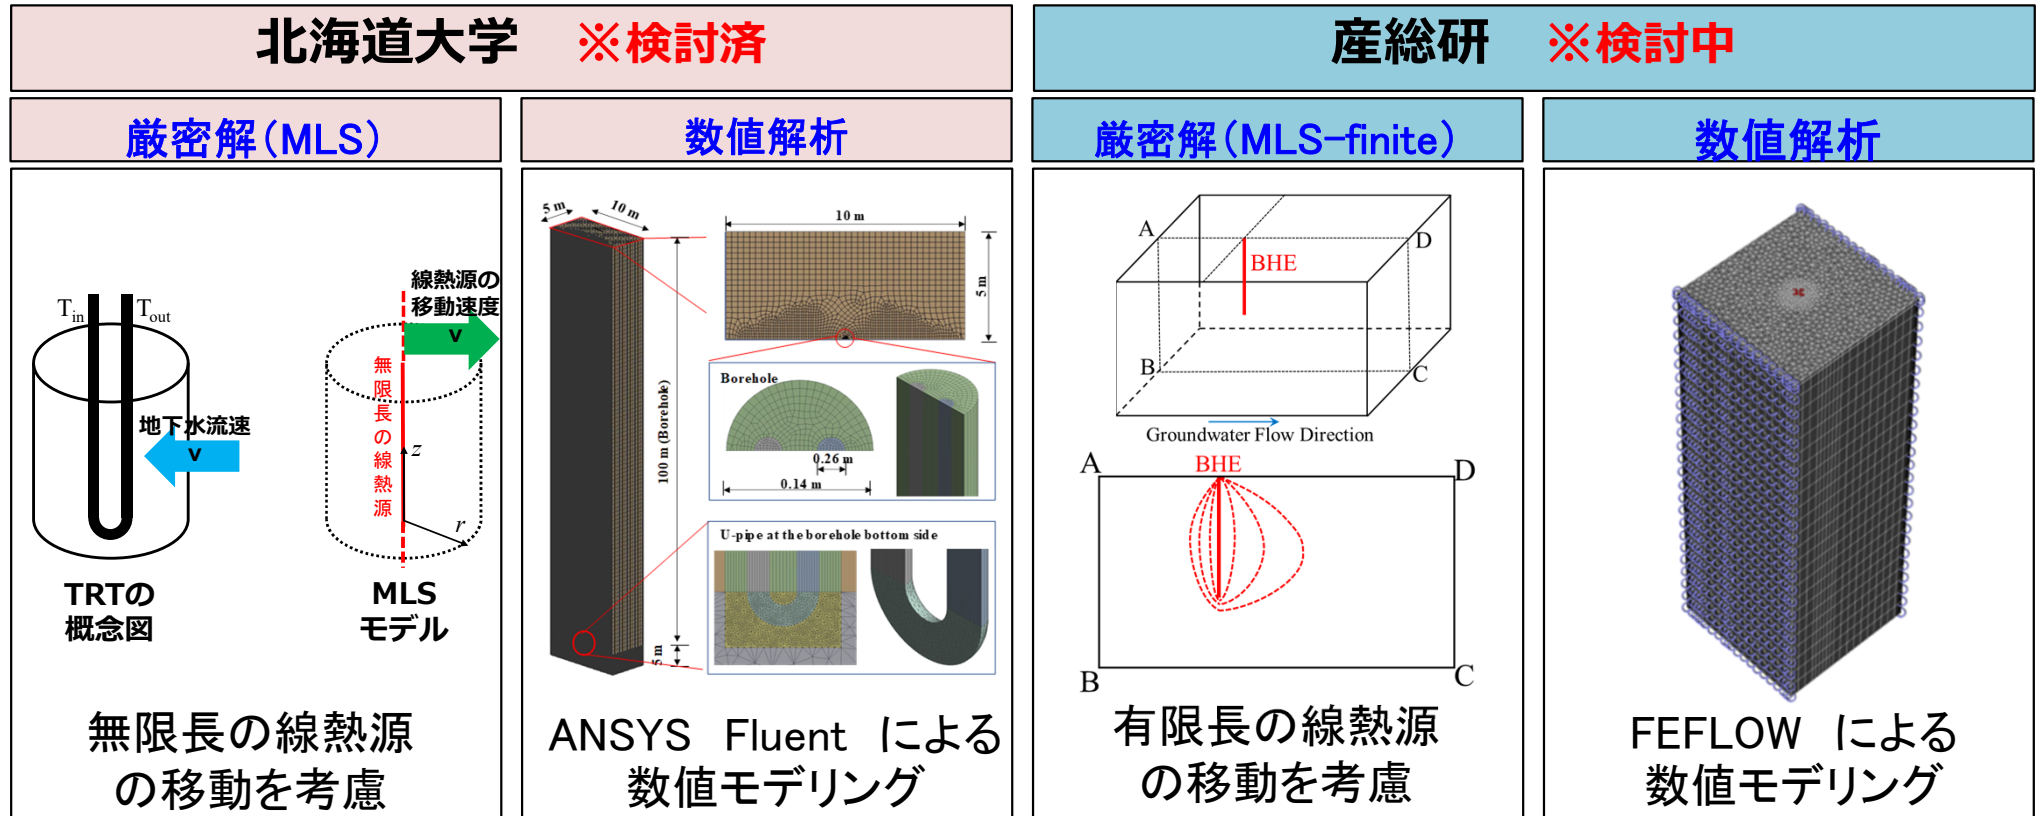 北海道大学 ※検討済
産総研 ※検討中
厳密解(MLS)
数値解析
厳密解(MLS-finite)
数値解析
Tin
Tout
線熱源の
移動速度
V
無限長の線熱源
地下水流速
V
z
r
TRTの
概念図
MLS
モデル
無限長の線熱源
の移動を考慮
5 m
10 m
10 m
5 m
100 m (Borehole)
Borehole
0.26 m
0.14 m
U-pipe at the borehole bottom side
5 m
ANSYS Fluent による
数値モデリング
A
D
BHE
B
C
Groundwater Flow Direction
A
BHE
D
B
C
有限長の線熱源
の移動を考慮
FEFLOW による
数値モデリング